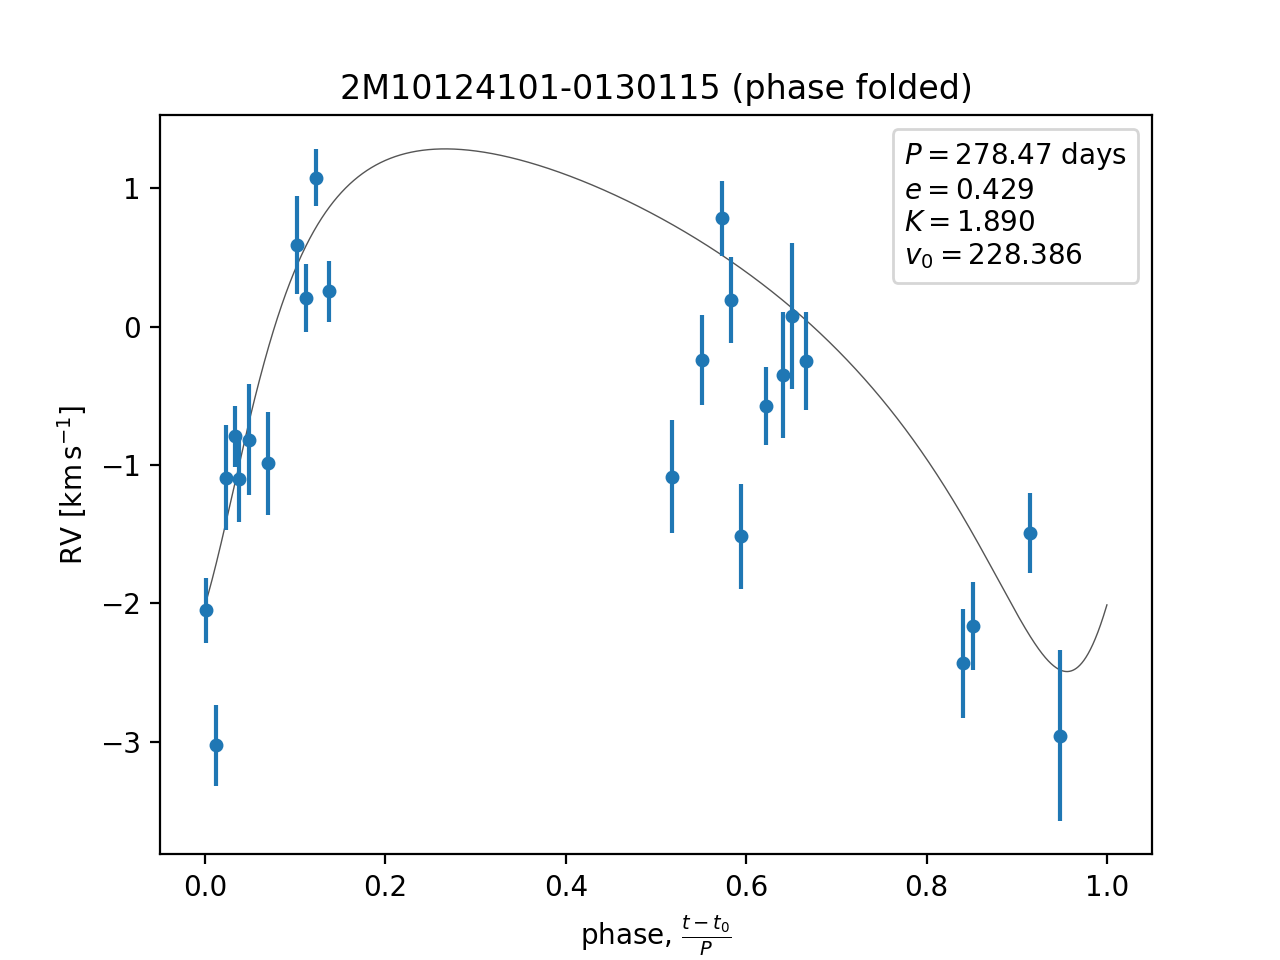 2M10124101-0130115 (phase folded)
P = 278.47 days
e = 0.429
K = 1.890
v₀ = 228.386
RV [km s⁻¹]
1
0
−1
−2
−3
0.0 0.2 0.4 0.6 0.8 1.0
phase, (t − t₀)/P